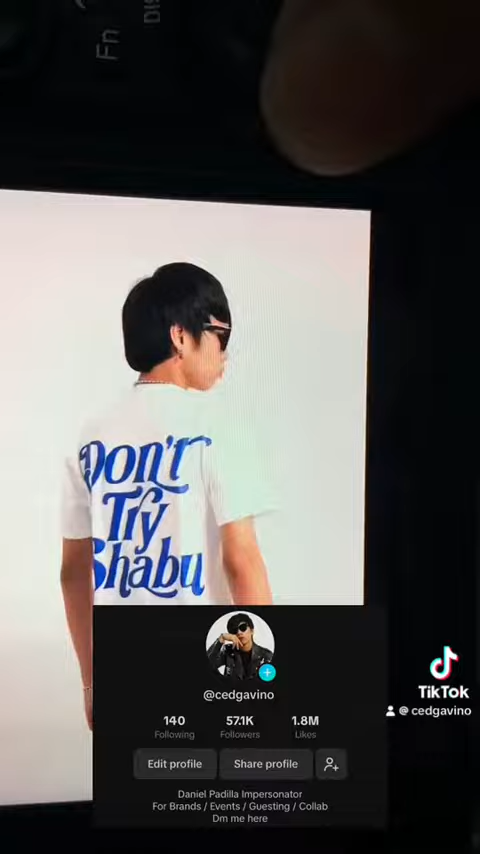 Fn
Don't
Try
Shabu
@cedgavino
140
57.1K
1.8M
Following
Followers
Likes
Edit profile
Share profile
Daniel Padilla Impersonator
For Brands / Events / Guesting / Collab
Dm me here
TikTok
@ cedgavino